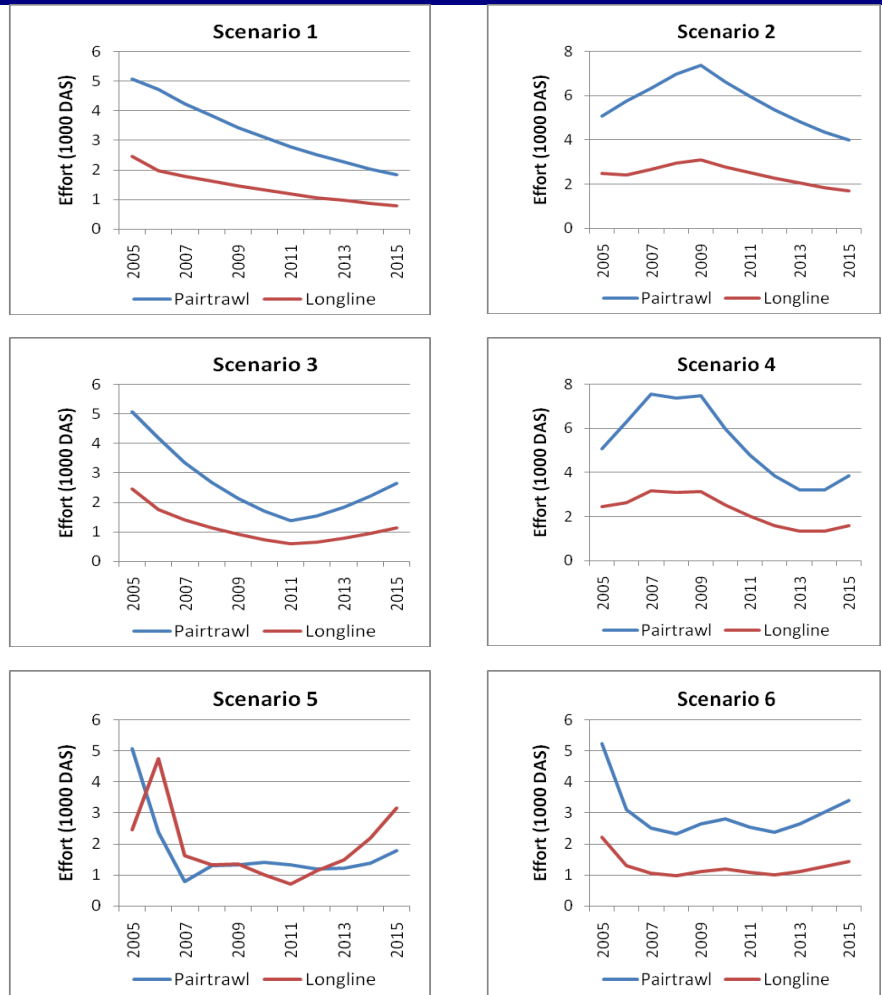 Scenario 1
Effort (1000 DAS)
6
5
4
3
2
1
0
2005 2007 2009 2011 2013 2015
Pairtrawl Longline
Scenario 2
Effort (1000 DAS)
8
6
4
2
0
2005 2007 2009 2011 2013 2015
Pairtrawl Longline
Scenario 3
Effort (1000 DAS)
6
5
4
3
2
1
0
2005 2007 2009 2011 2013 2015
Pairtrawl Longline
Scenario 4
Effort (1000 DAS)
8
6
4
2
0
2005 2007 2009 2011 2013 2015
Pairtrawl Longline
Scenario 5
Effort (1000 DAS)
6
5
4
3
2
1
0
2005 2007 2009 2011 2013 2015
Pairtrawl Longline
Scenario 6
Effort (1000 DAS)
6
5
4
3
2
1
0
2005 2007 2009 2011 2013 2015
Pairtrawl Longline